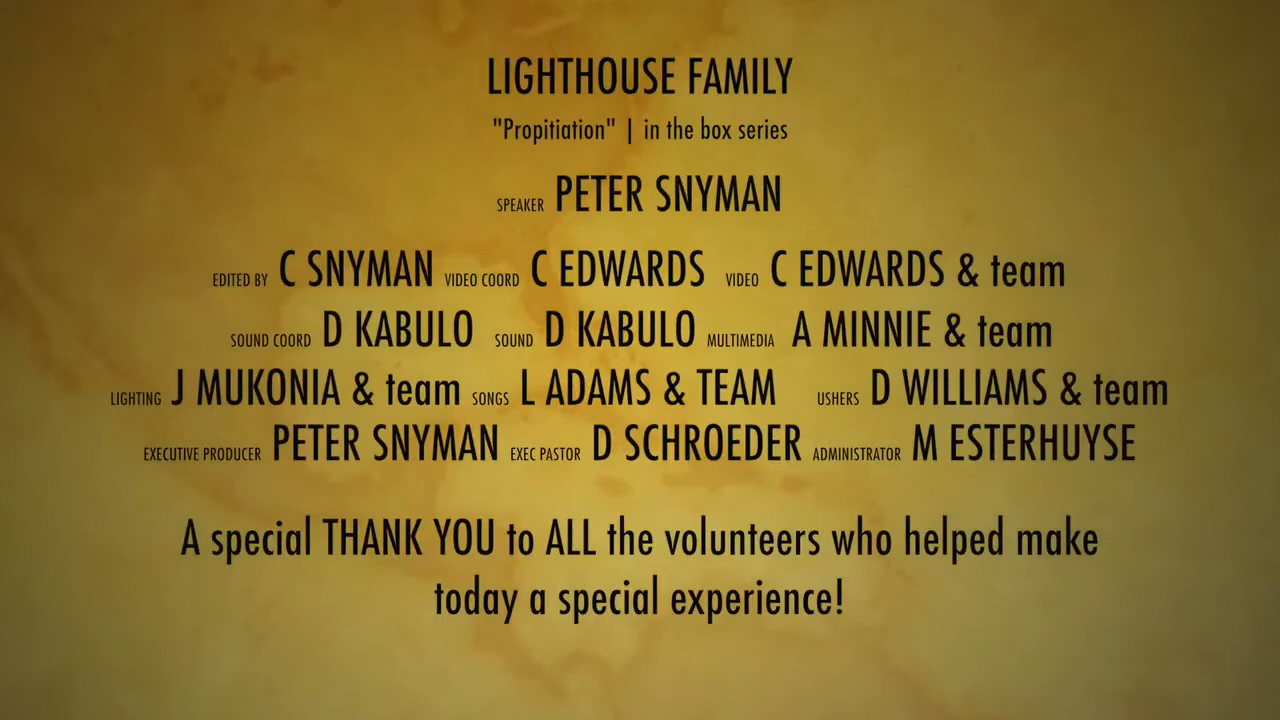 LIGHTHOUSE FAMILY
"Propitiation" | in the box series
SPEAKER PETER SNYMAN
EDITED BY C SNYMAN VIDEO COORD C EDWARDS VIDEO C EDWARDS & team
SOUND COORD D KABULO SOUND D KABULO MULTIMEDIA A MINNIE & team
LIGHTING J MUKONIA & team SONGS L ADAMS & TEAM USHERS D WILLIAMS & team
EXECUTIVE PRODUCER PETER SNYMAN EXEC PASTOR D SCHROEDER ADMINISTRATOR M ESTERHUYSE
A special THANK YOU to ALL the volunteers who helped make
today a special experience!